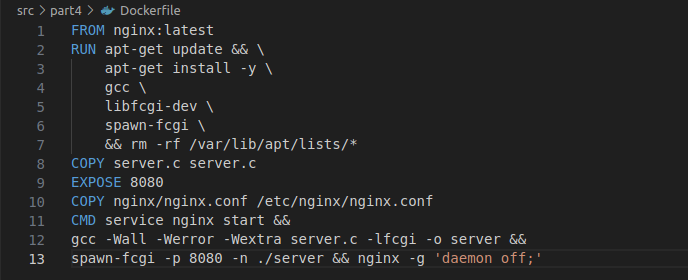 src > part4 > Dockerfile
1 FROM nginx:latest
2 RUN apt-get update && \
3 apt-get install -y \
4 gcc \
5 libfcgi-dev \
6 spawn-fcgi \
7 && rm -rf /var/lib/apt/lists/*
8 COPY server.c server.c
9 EXPOSE 8080
10 COPY nginx/nginx.conf /etc/nginx/nginx.conf
11 CMD service nginx start &&
12 gcc -Wall -Werror -Wextra server.c -lfcgi -o server &&
13 spawn-fcgi -p 8080 -n ./server && nginx -g 'daemon off;'